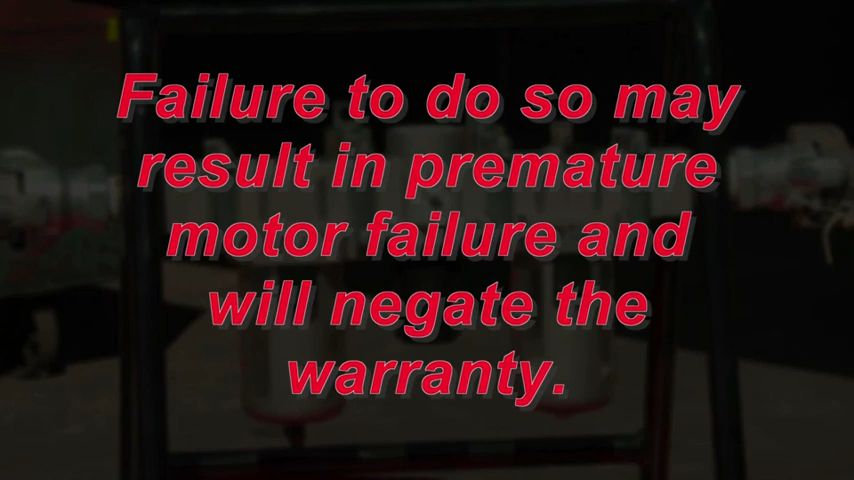 Failure to do so may
result in premature
motor failure and
will negate the
warranty.